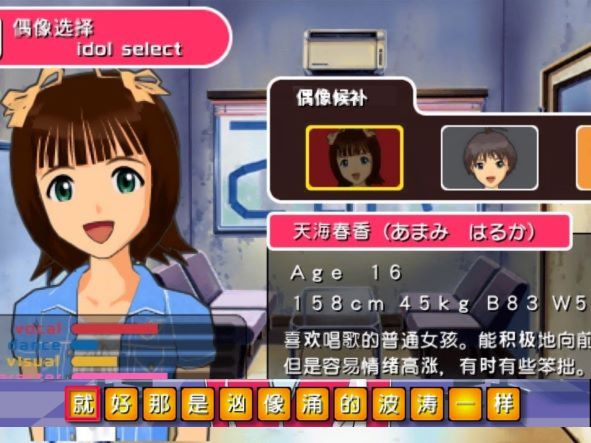 偶像选择
idol select
偶像候补
天海春香（あまみ　はるか）
Age 16
158cm 45kg B83 W5
喜欢唱歌的普通女孩。能积极地向前
但是容易情绪高涨，有时有些笨拙。
vocal
dance
visual
就好那是汹像涌的波涛一样